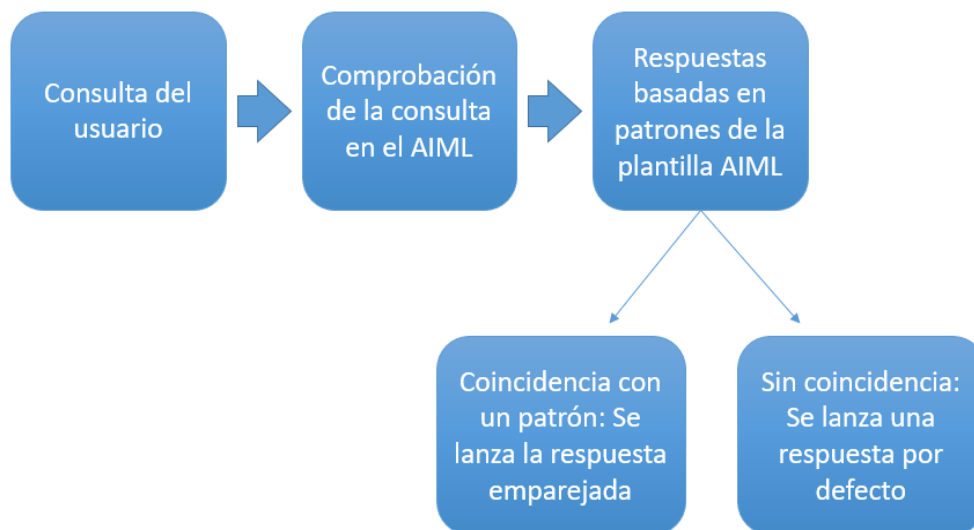 Consulta del
usuario
Comprobación
de la consulta
en el AIML
Respuestas
basadas en
patrones de la
plantilla AIML
Coincidencia con
un patrón: Se
lanza la respuesta
emparejada
Sin coincidencia:
Se lanza una
respuesta por
defecto